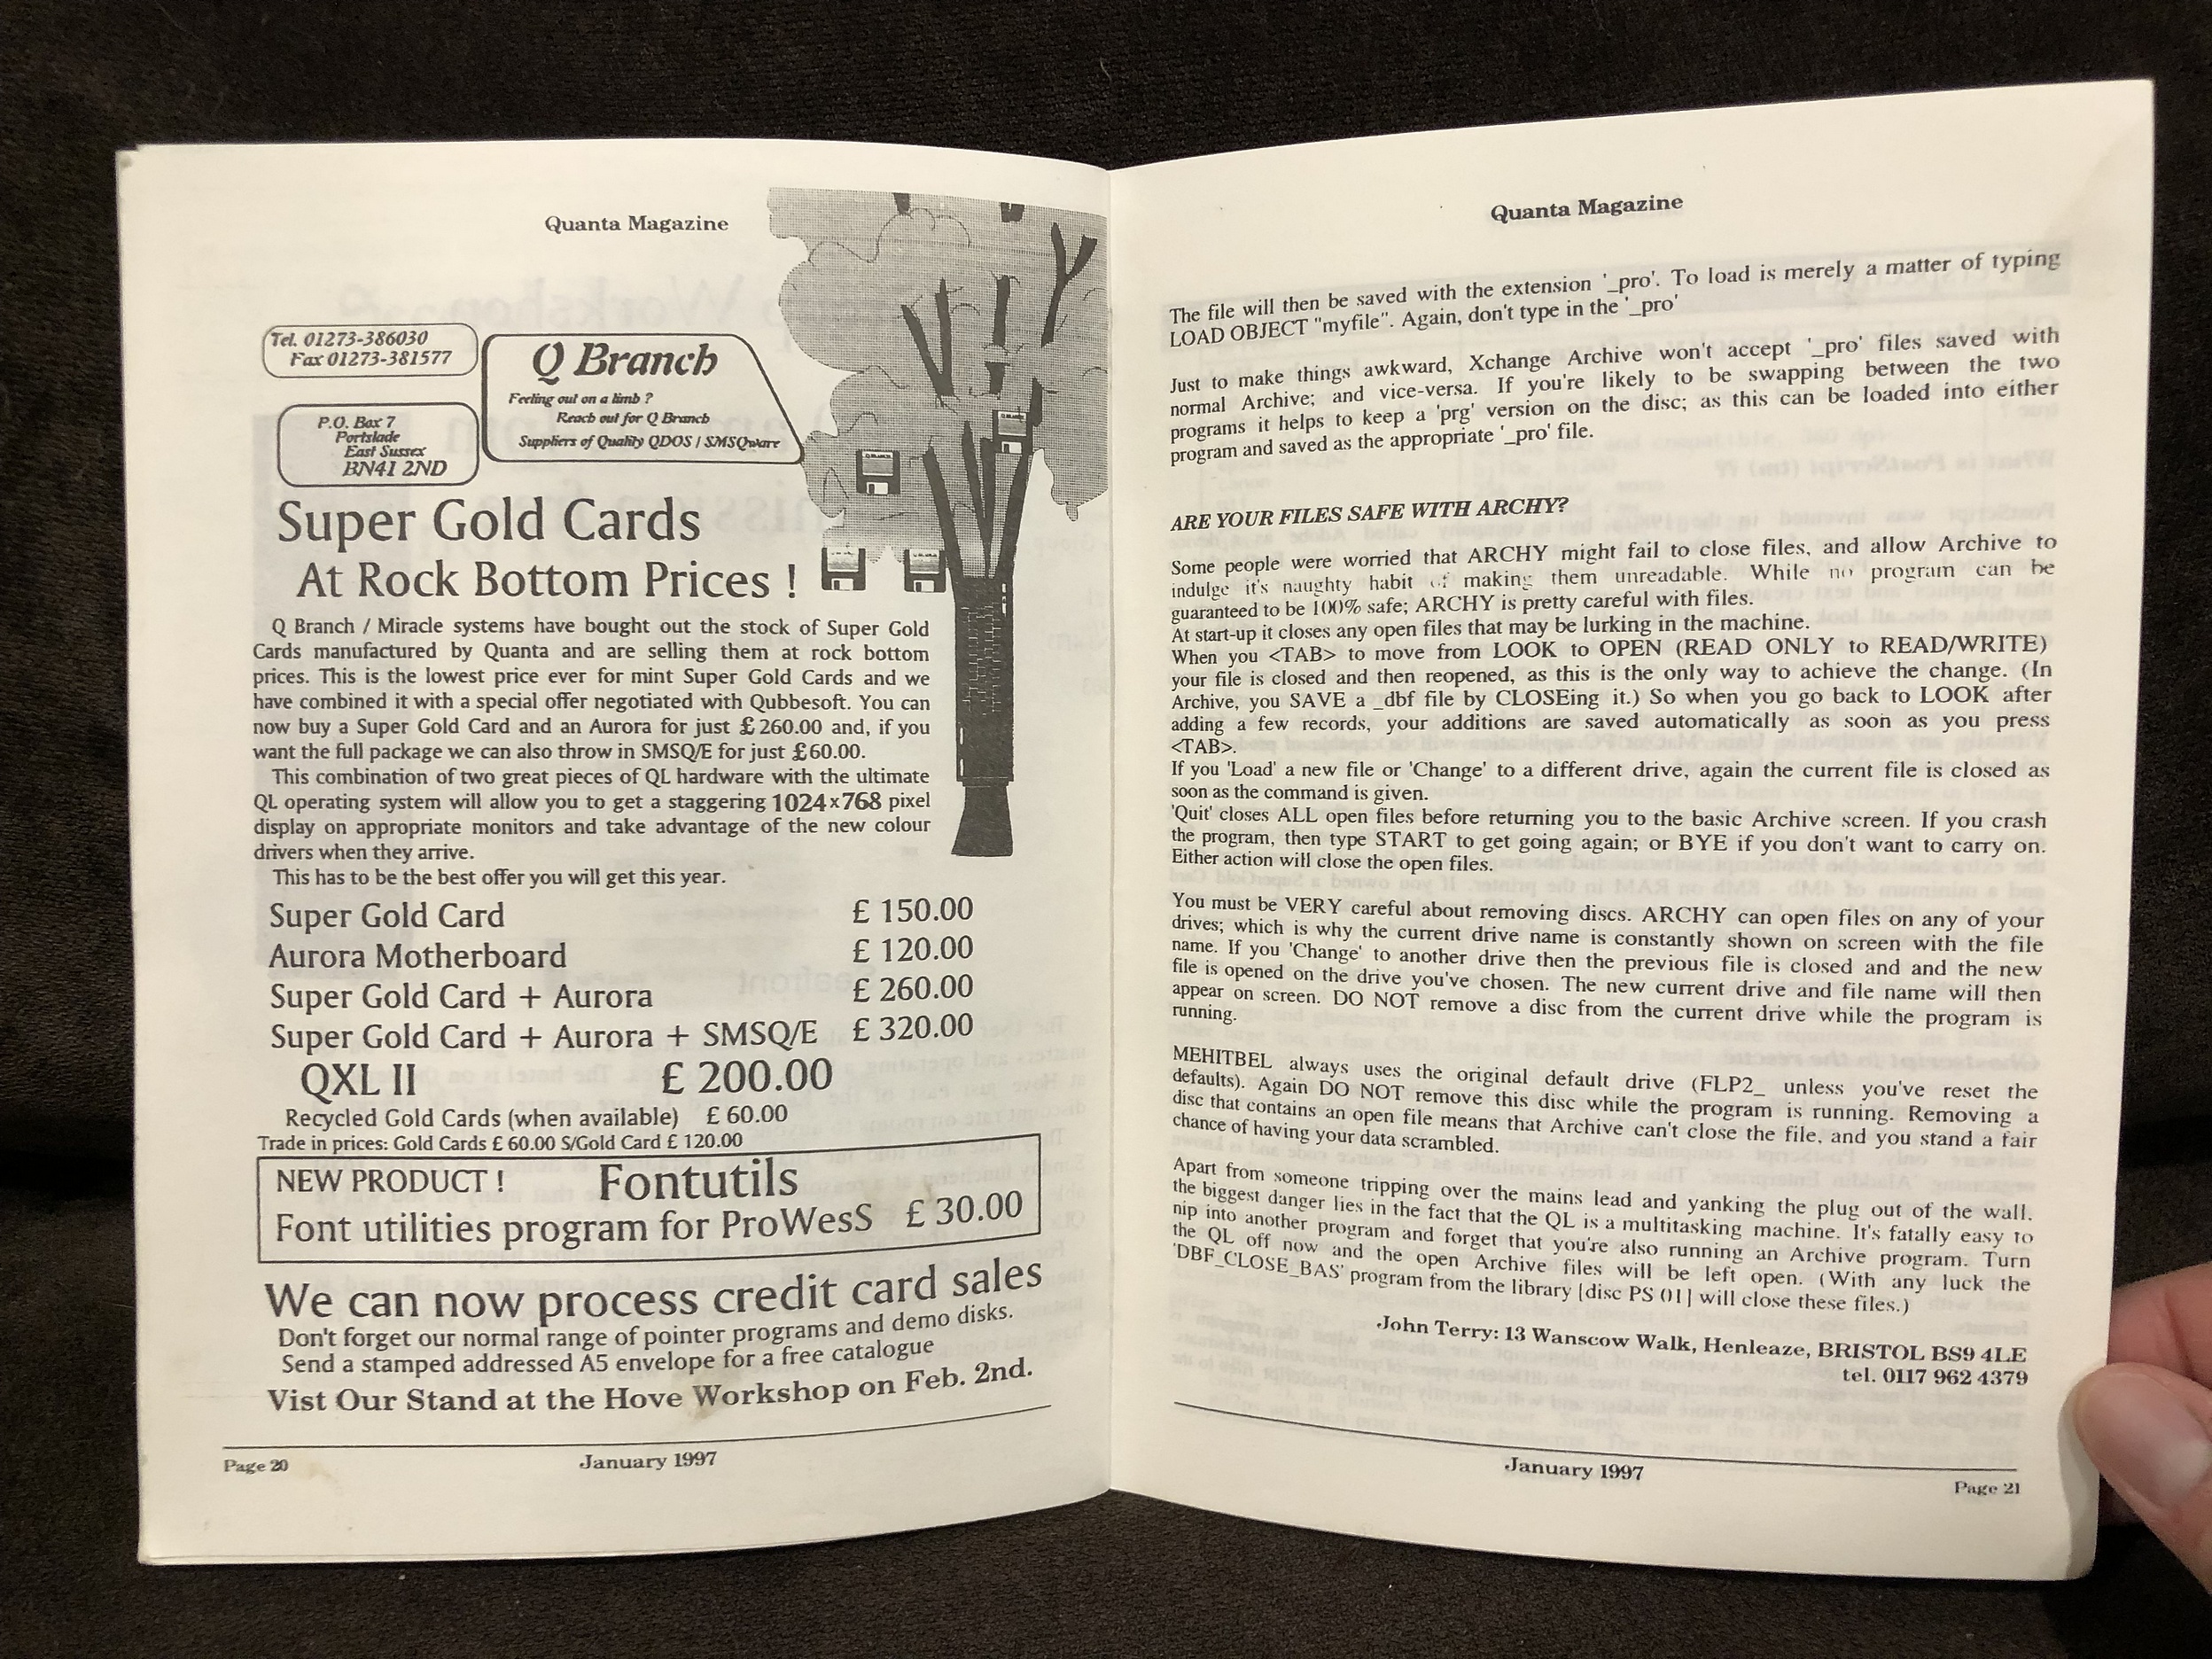 Quanta Magazine
Tel. 01273-386030
Fax 01273-381577
P.O. Box 7
Portslade
East Sussex
BN41 2ND
Q Branch
Feeling out on a limb ?
Reach out for Q Branch
Suppliers of Quality QDOS / SMSQware
Super Gold Cards
At Rock Bottom Prices !
Q Branch / Miracle systems have bought out the stock of Super Gold
Cards manufactured by Quanta and are selling them at rock bottom
prices. This is the lowest price ever for mint Super Gold Cards and we
have combined it with a special offer negotiated with Qubbesoft. You can
now buy a Super Gold Card and an Aurora for just £260.00 and, if you
want the full package we can also throw in SMSQ/E for just £60.00.
This combination of two great pieces of QL hardware with the ultimate
QL operating system will allow you to get a staggering 1024x768 pixel
display on appropriate monitors and take advantage of the new colour
drivers when they arrive.
This has to be the best offer you will get this year.
Super Gold Card £ 150.00
Aurora Motherboard £ 120.00
Super Gold Card + Aurora £ 260.00
Super Gold Card + Aurora + SMSQ/E £ 320.00
QXL II £ 200.00
Recycled Gold Cards (when available) £ 60.00
Trade in prices: Gold Cards £ 60.00 S/Gold Card £ 120.00
NEW PRODUCT ! Fontutils
Font utilities program for ProWesS £ 30.00
We can now process credit card sales
Don't forget our normal range of pointer programs and demo disks.
Send a stamped addressed A5 envelope for a free catalogue
Vist Our Stand at the Hove Workshop on Feb. 2nd.
Page 20 January 1997
Quanta Magazine
The file will then be saved with the extension '_pro'. To load is merely a matter of typing
LOAD OBJECT "myfile". Again, don't type in the '_pro'
Just to make things awkward, Xchange Archive won't accept '_pro' files saved with
normal Archive; and vice-versa. If you're likely to be swapping between the two
programs it helps to keep a 'prg' version on the disc; as this can be loaded into either
program and saved as the appropriate '_pro' file.
ARE YOUR FILES SAFE WITH ARCHY?
Some people were worried that ARCHY might fail to close files, and allow Archive to
indulge it's naughty habit of making them unreadable. While no program can be
guaranteed to be 100% safe; ARCHY is pretty careful with files.
At start-up it closes any open files that may be lurking in the machine.
When you <TAB> to move from LOOK to OPEN (READ ONLY to READ/WRITE)
your file is closed and then reopened, as this is the only way to achieve the change. (In
Archive, you SAVE a _dbf file by CLOSEing it.) So when you go back to LOOK after
adding a few records, your additions are saved automatically as soon as you press
<TAB>.
If you 'Load' a new file or 'Change' to a different drive, again the current file is closed as
soon as the command is given.
'Quit' closes ALL open files before returning you to the basic Archive screen. If you crash
the program, then type START to get going again; or BYE if you don't want to carry on.
Either action will close the open files.
You must be VERY careful about removing discs. ARCHY can open files on any of your
drives; which is why the current drive name is constantly shown on screen with the file
name. If you 'Change' to another drive then the previous file is closed and and the new
file is opened on the drive you've chosen. The new current drive and file name will then
appear on screen. DO NOT remove a disc from the current drive while the program is
running.
MEHITBEL always uses the original default drive (FLP2_ unless you've reset the
defaults). Again DO NOT remove this disc while the program is running. Removing a
disc that contains an open file means that Archive can't close the file, and you stand a fair
chance of having your data scrambled.
Apart from someone tripping over the mains lead and yanking the plug out of the wall.
the biggest danger lies in the fact that the QL is a multitasking machine. It's fatally easy to
nip into another program and forget that you're also running an Archive program. Turn
the QL off now and the open Archive files will be left open. (With any luck the
'DBF_CLOSE_BAS' program from the library [disc PS 01] will close these files.)
John Terry: 13 Wanscow Walk, Henleaze, BRISTOL BS9 4LE
tel. 0117 962 4379
January 1997 Page 21